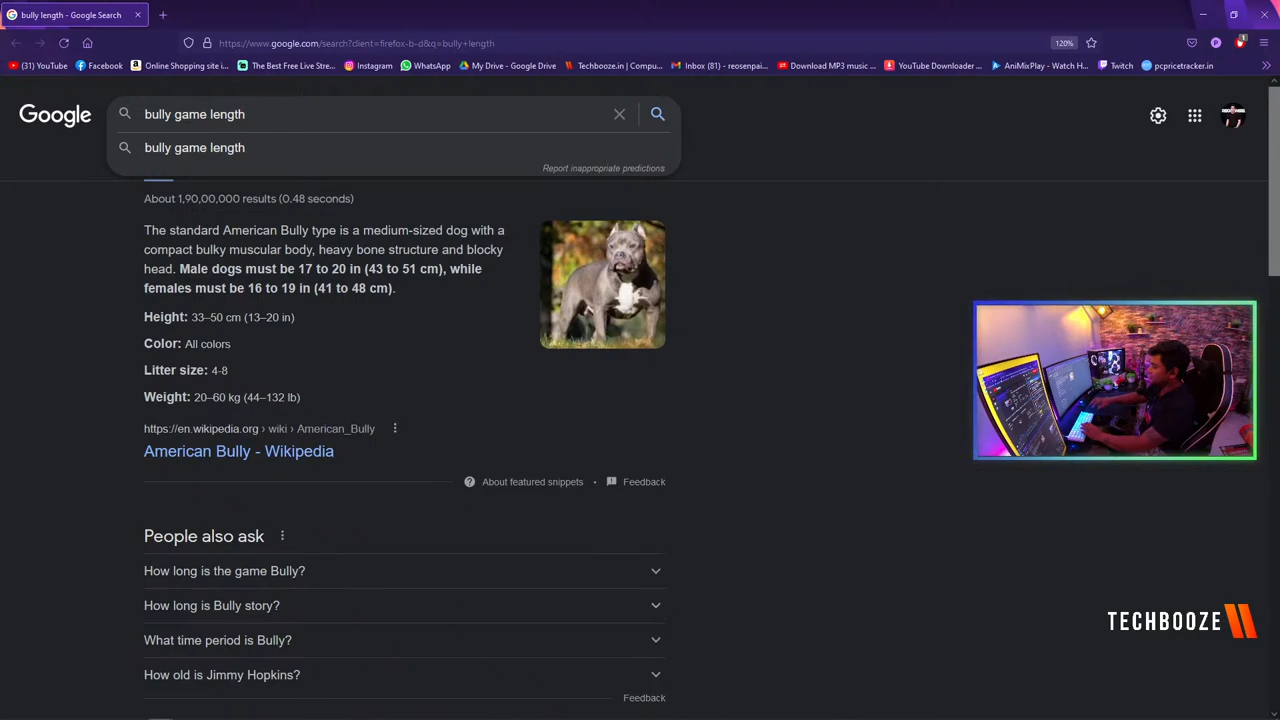 bully length - Google Search
https://www.google.com/search?client=firefox-b-d&q=bully+length
120%
(31) YouTube
Facebook
Online Shopping site i...
The Best Free Live Stre...
Instagram
WhatsApp
My Drive - Google Drive
Techbooze.in | Compu...
Inbox (81) - reosenpai...
Download MP3 music ...
YouTube Downloader ...
AniMixPlay - Watch H...
Twitch
pcpricetracker.in
Google
bully game length
bully game length
Report inappropriate predictions
About 1,90,00,000 results (0.48 seconds)
The standard American Bully type is a medium-sized dog with a
compact bulky muscular body, heavy bone structure and blocky
head. Male dogs must be 17 to 20 in (43 to 51 cm), while
females must be 16 to 19 in (41 to 48 cm).
Height: 33–50 cm (13–20 in)
Color: All colors
Litter size: 4-8
Weight: 20–60 kg (44–132 lb)
https://en.wikipedia.org › wiki › American_Bully
American Bully - Wikipedia
About featured snippets
•
Feedback
People also ask
How long is the game Bully?
How long is Bully story?
What time period is Bully?
How old is Jimmy Hopkins?
Feedback
TECHBOOZE